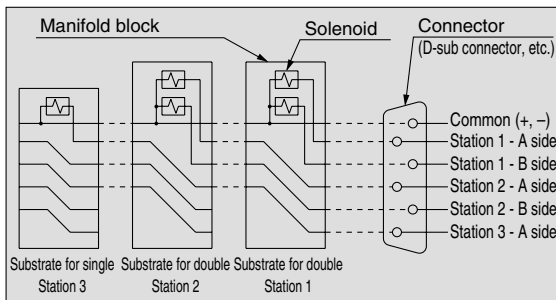 Manifold block
Solenoid
Connector
(D-sub connector, etc.)
Common (+, –)
Station 1 - A side
Station 1 - B side
Station 2 - A side
Station 2 - B side
Station 3 - A side
Substrate for single
Station 3
Substrate for double
Station 2
Substrate for double
Station 1